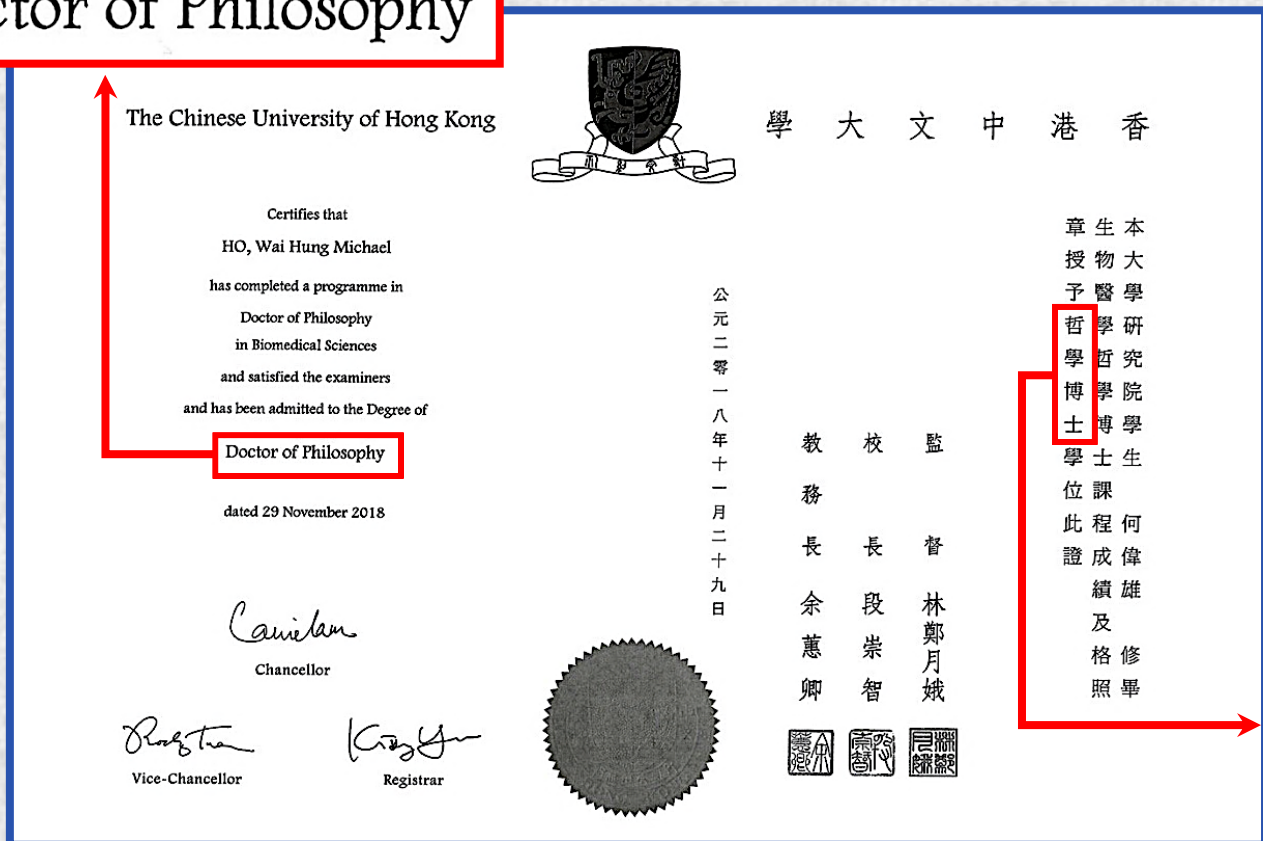 ctor of Philosophy
The Chinese University of Hong Kong
香港中文大學
Certifies that
HO, Wai Hung Michael
has completed a programme in
Doctor of Philosophy
in Biomedical Sciences
and satisfied the examiners
and has been admitted to the Degree of
Doctor of Philosophy
dated 29 November 2018
Chancellor
Vice-Chancellor
Registrar
本大學研究院學生 何偉雄 修畢
生物醫學哲學博士課程成績及格照
章授予哲學博士學位此證
監督 林鄭月娥
校長 段崇智
教務長 余蕙卿
公元二零一八年十一月二十九日